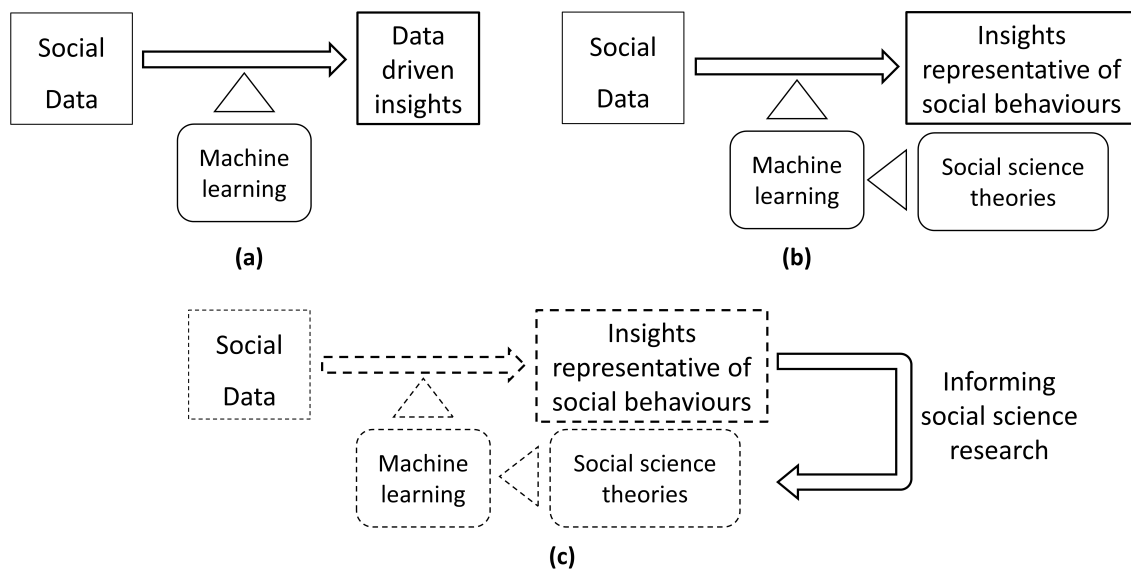 Social
Data
Data
driven
insights
Machine
learning
(a)
Social
Data
Insights
representative of
social behaviours
Machine
learning
Social science
theories
(b)
Social
Data
Insights
representative of
social behaviours
Informing
social science
research
Machine
learning
Social science
theories
(c)